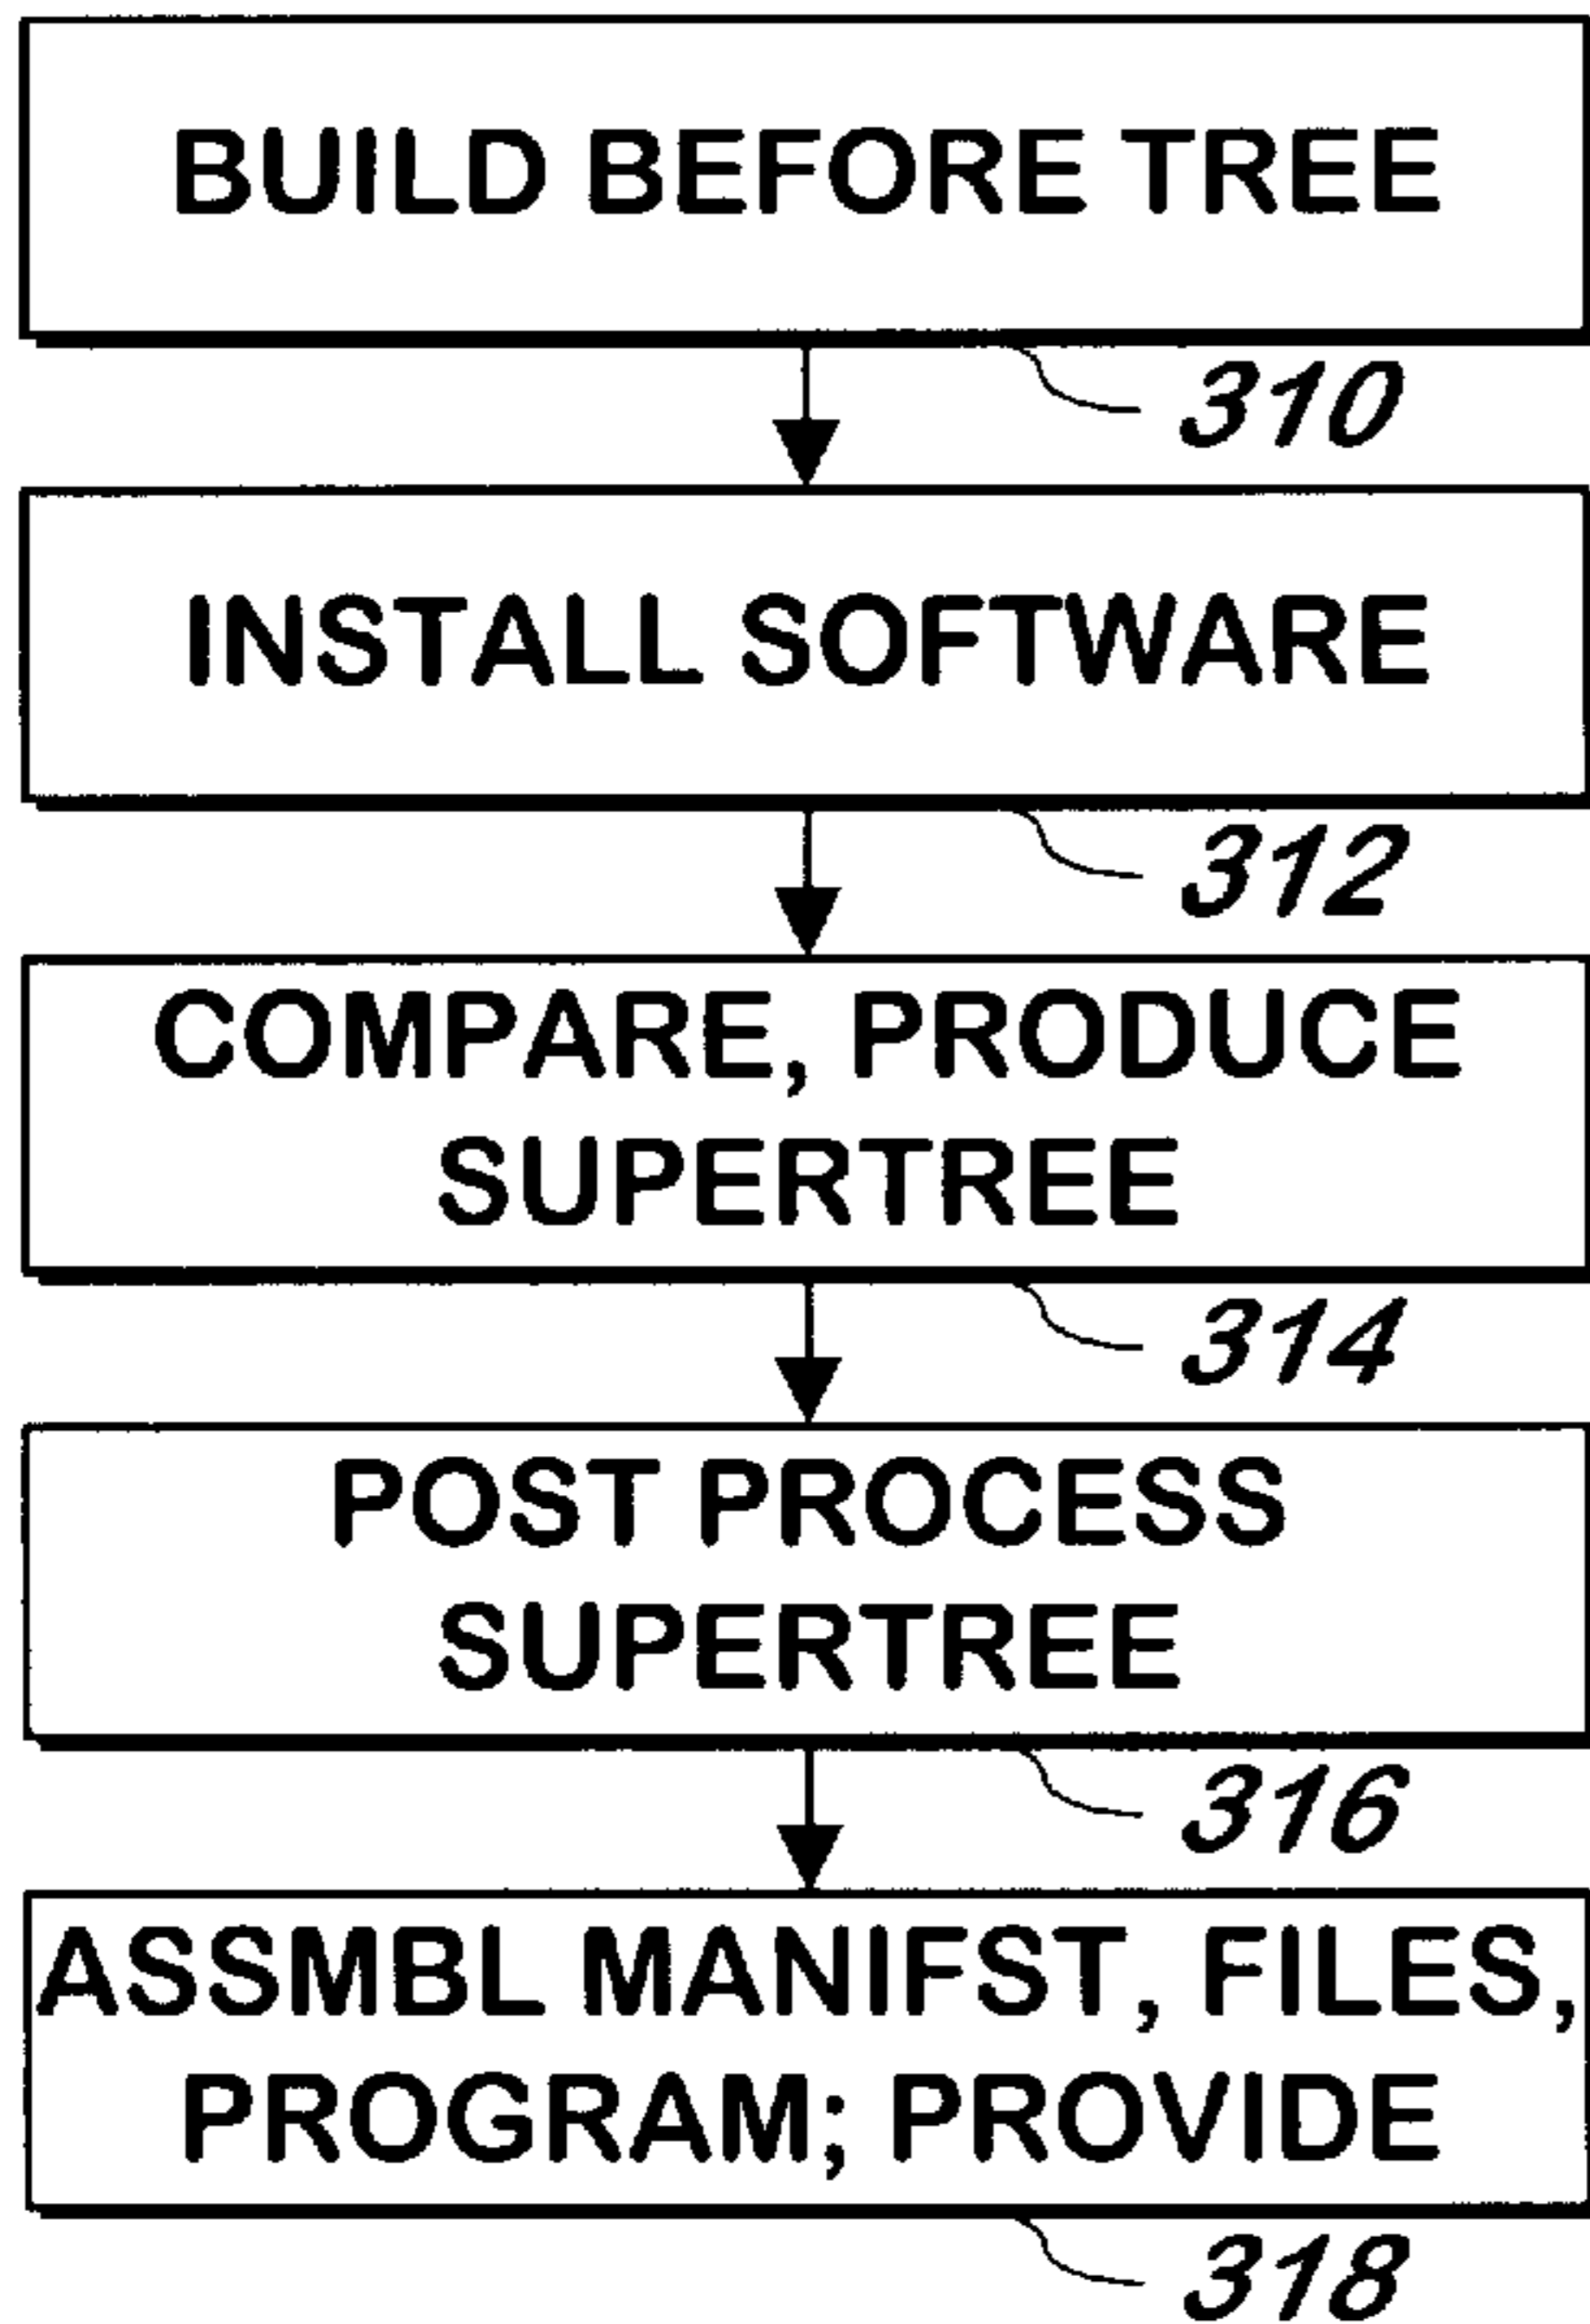 BUILD BEFORE TREE
310
INSTALL SOFTWARE
312
COMPARE, PRODUCE
SUPERTREE
314
POST PROCESS
SUPERTREE
316
ASSMBL MANIFST, FILES,
PROGRAM; PROVIDE
318